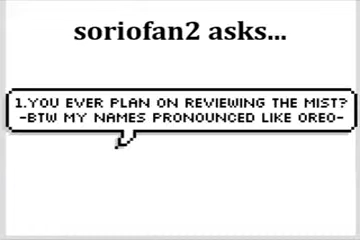 soriofan2 asks...
1.YOU EVER PLAN ON REVIEWING THE MIST?
-BTW MY NAMES PRONOUNCED LIKE OREO-